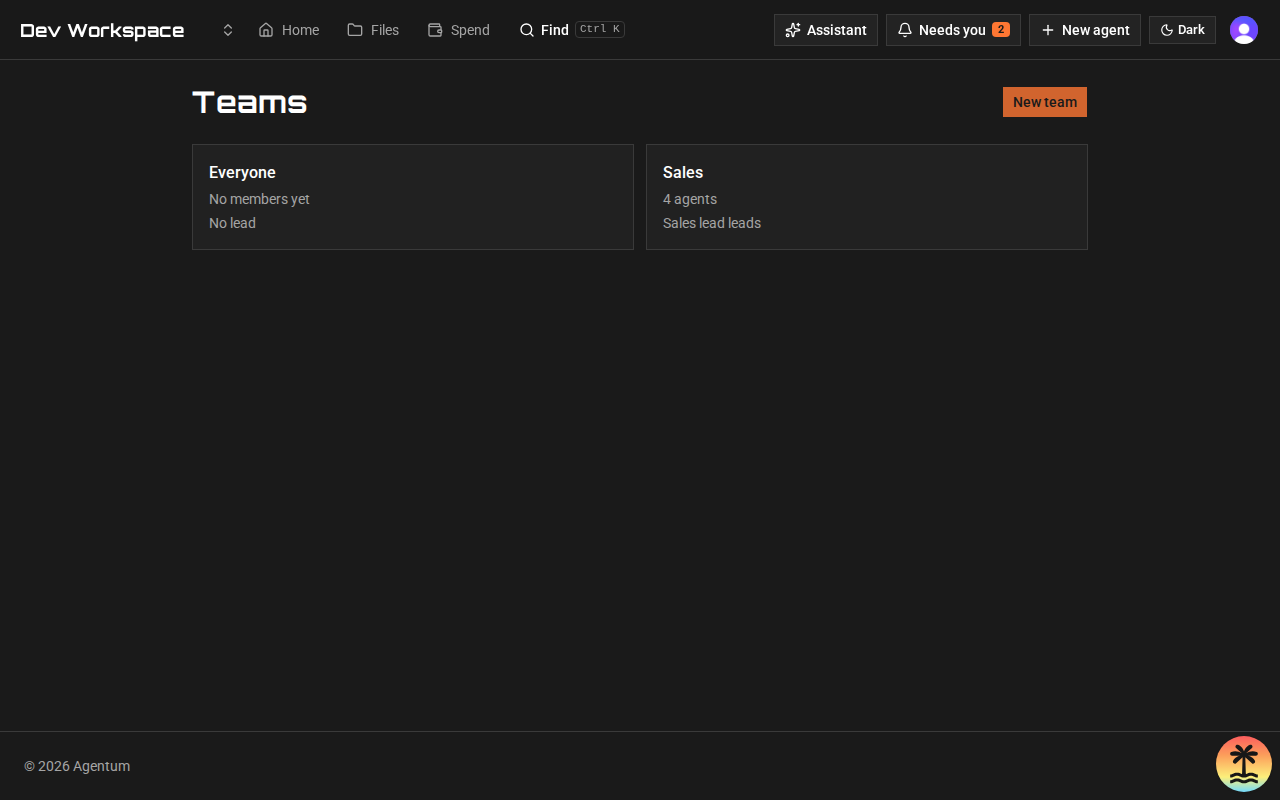 Dev Workspace
Home
Files
Spend
Find Ctrl K
Assistant
Needs you 2
New agent
Dark
Teams
New team
Everyone
No members yet
No lead
Sales
4 agents
Sales lead leads
© 2026 Agentum